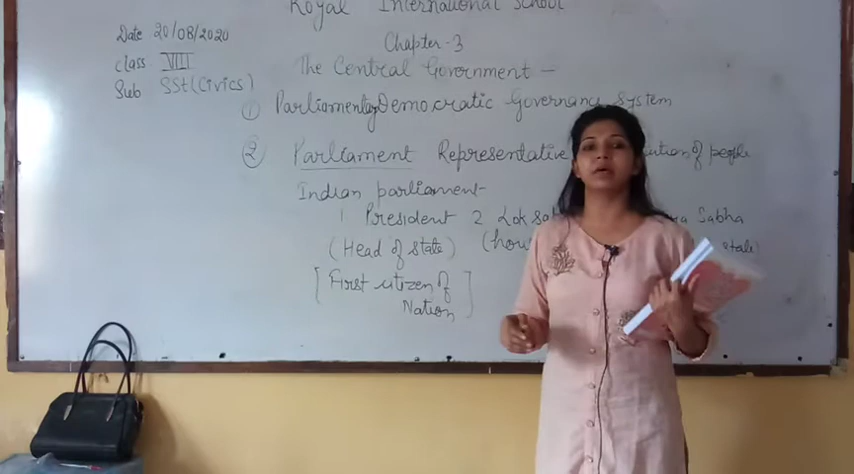 Royal International School
Date 20/08/2020
Chapter-3
Class VIII
The Central Government -
Sub SSt (Civics)
① Parliamentary Democratic Governance System
② Parliament Representative of people
Indian parliament-
1 President 2 Lok Sabha
(Head of state)
[First citizen of
Nation]